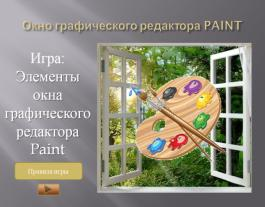 Окно графического редактора PAINT
Игра:
Элементы
окна
графического
редактора
Paint
Правила игры